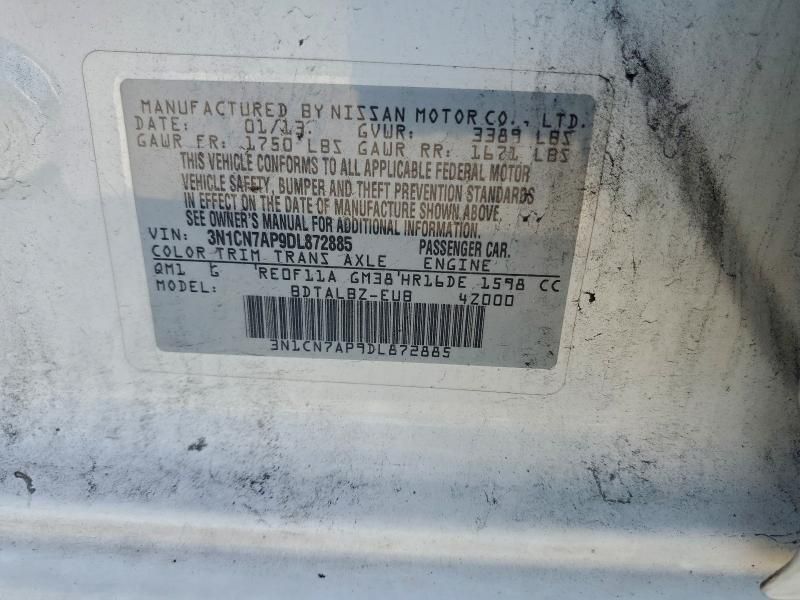 MANUFACTURED BY NISSAN MOTOR CO., LTD.
DATE: 01/13 GVWR: 3389 LBS
GAWR FR: 1750 LBS GAWR RR: 1671 LBS
THIS VEHICLE CONFORMS TO ALL APPLICABLE FEDERAL MOTOR
VEHICLE SAFETY, BUMPER AND THEFT PREVENTION STANDARDS
IN EFFECT ON THE DATE OF MANUFACTURE SHOWN ABOVE.
SEE OWNER'S MANUAL FOR ADDITIONAL INFORMATION.
VIN: 3N1CN7AP9DL872885 PASSENGER CAR.
COLOR TRIM TRANS AXLE ENGINE
QM1 G RE0F11A GM38 HR16DE 1598 CC
MODEL: BDTALBZ-EUB 42000
3N1CN7AP9DL872885